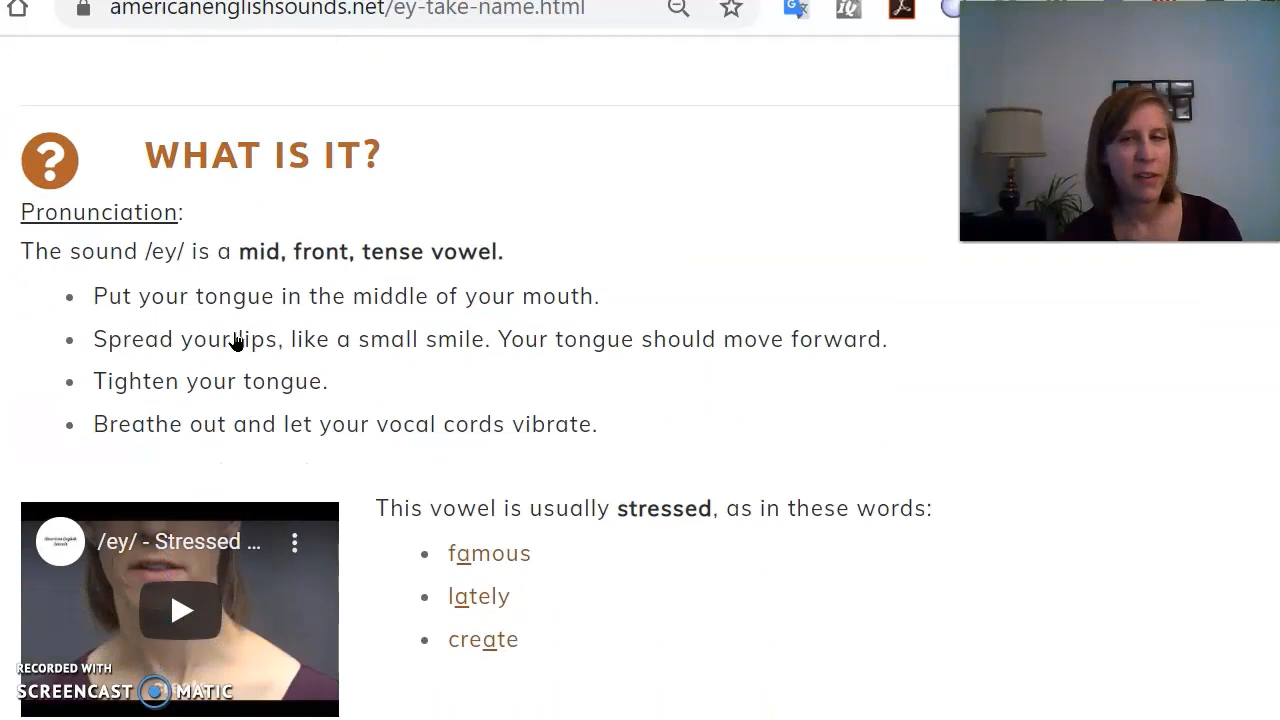 americanenglishsounds.net/ey-take-name.html
WHAT IS IT?
Pronunciation:
The sound /ey/ is a mid, front, tense vowel.
Put your tongue in the middle of your mouth.
Spread your lips, like a small smile. Your tongue should move forward.
Tighten your tongue.
Breathe out and let your vocal cords vibrate.
This vowel is usually stressed, as in these words:
/ey/ - Stressed ...
famous
lately
create
RECORDED WITH
SCREENCAST MATIC